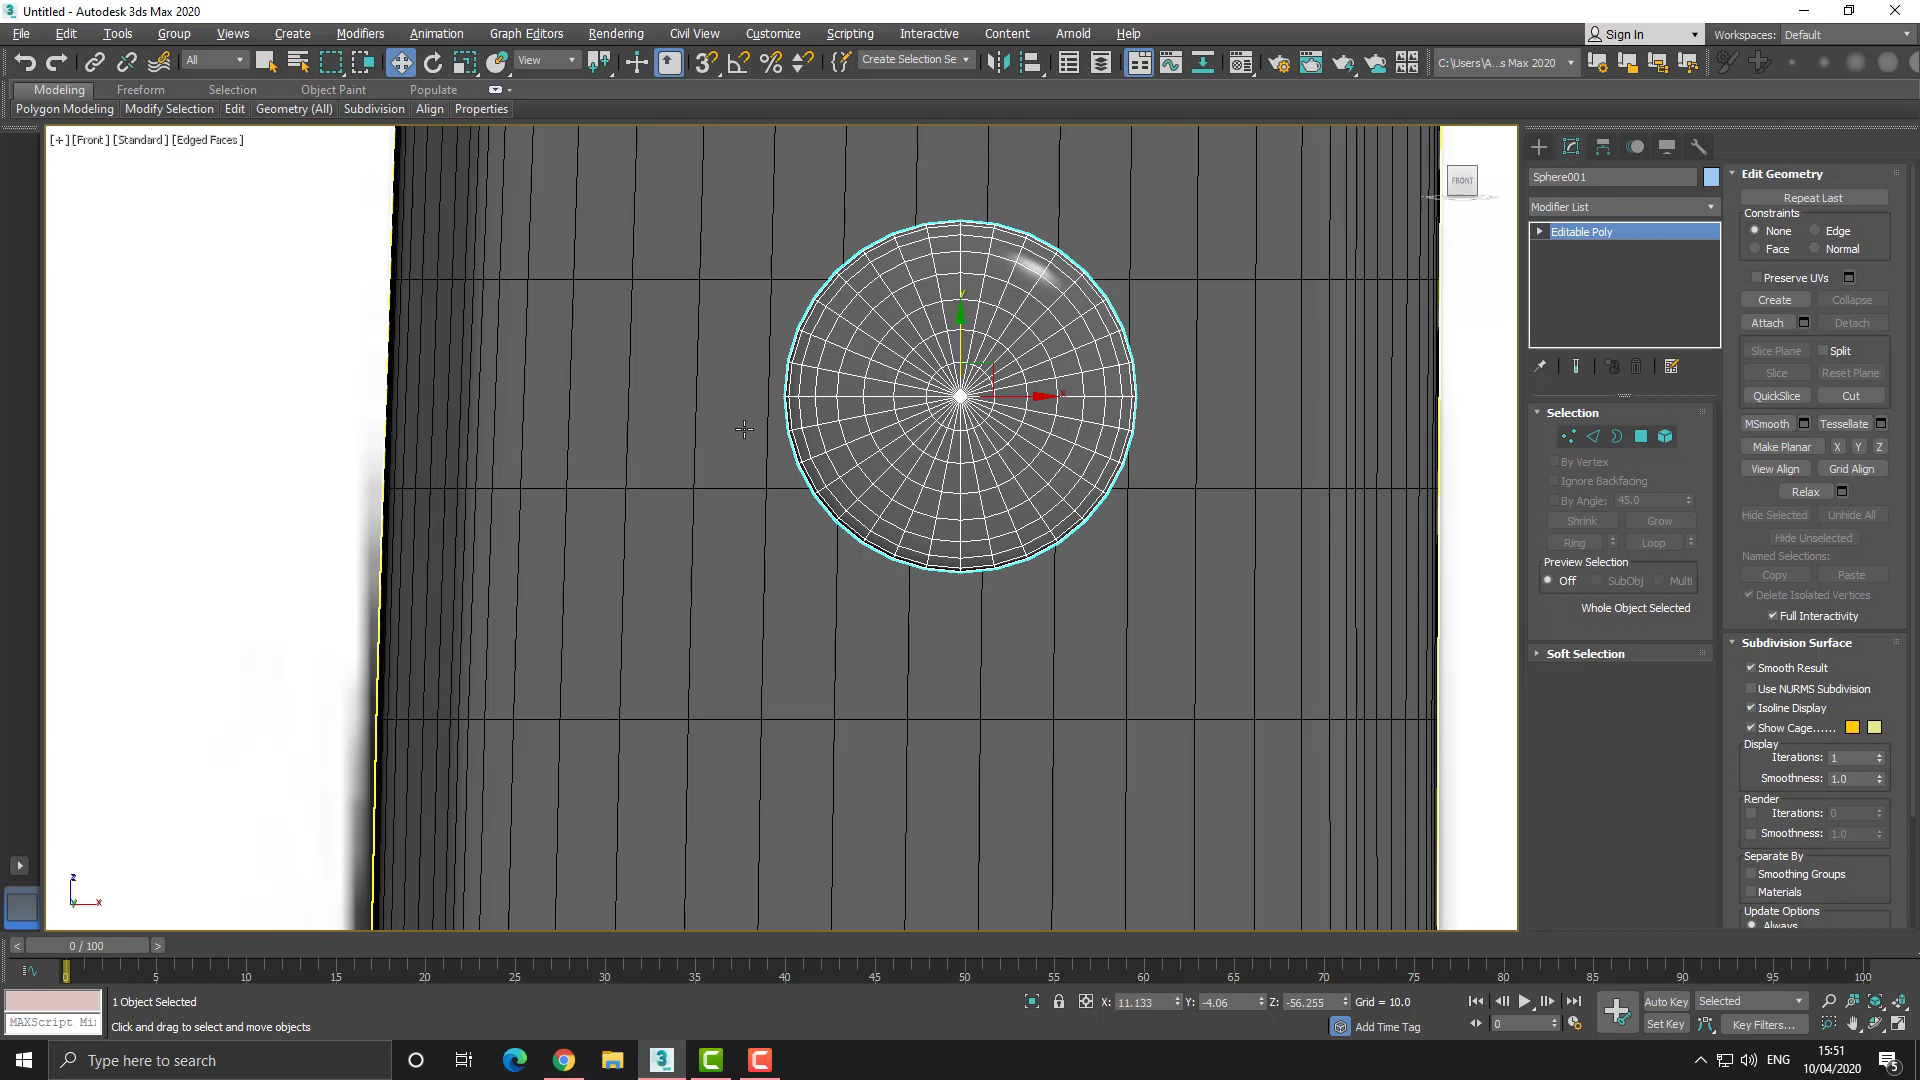 Untitled - Autodesk 3ds Max 2020
File Edit Tools Group Views Create Modifiers Animation Graph Editors Rendering Civil View Customize Scripting Interactive Content Arnold Help
Sign In Workspaces: Default
All View Create Selection Se C:\Users\A...s Max 2020
Modeling Freeform Selection Object Paint Populate
Polygon Modeling Modify Selection Edit Geometry (All) Subdivision Align Properties
[+] [Front] [Standard] [Edged Faces]
FRONT
y
x
z
y x
Sphere001
Modifier List
Editable Poly
Selection
By Vertex
Ignore Backfacing
By Angle: 45.0
Shrink Grow
Ring Loop
Preview Selection
Off SubObj Multi
Whole Object Selected
Soft Selection
Edit Geometry
Repeat Last
Constraints
None Edge
Face Normal
Preserve UVs
Create Collapse
Attach Detach
Slice Plane Split
Slice Reset Plane
QuickSlice Cut
MSmooth Tessellate
Make Planar X Y Z
View Align Grid Align
Relax
Hide Selected Unhide All
Hide Unselected
Named Selections:
Copy Paste
Delete Isolated Vertices
Full Interactivity
Subdivision Surface
Smooth Result
Use NURMS Subdivision
Isoline Display
Show Cage......
Display
Iterations: 1
Smoothness: 1.0
Render
Iterations: 0
Smoothness: 1.0
Separate By
Smoothing Groups
Materials
Update Options
Always
< 0 / 100 >
0 5 10 15 20 25 30 35 40 45 50 55 60 65 70 75 80 85 90 95 100
1 Object Selected
X: 11.133 Y: -4.06 Z: -56.255 Grid = 10.0
Auto Key Selected
MAXScript Mi
Click and drag to select and move objects
Add Time Tag
0
Set Key Key Filters...
Type here to search
3 MAX
C C
ENG
15:51
10/04/2020
5